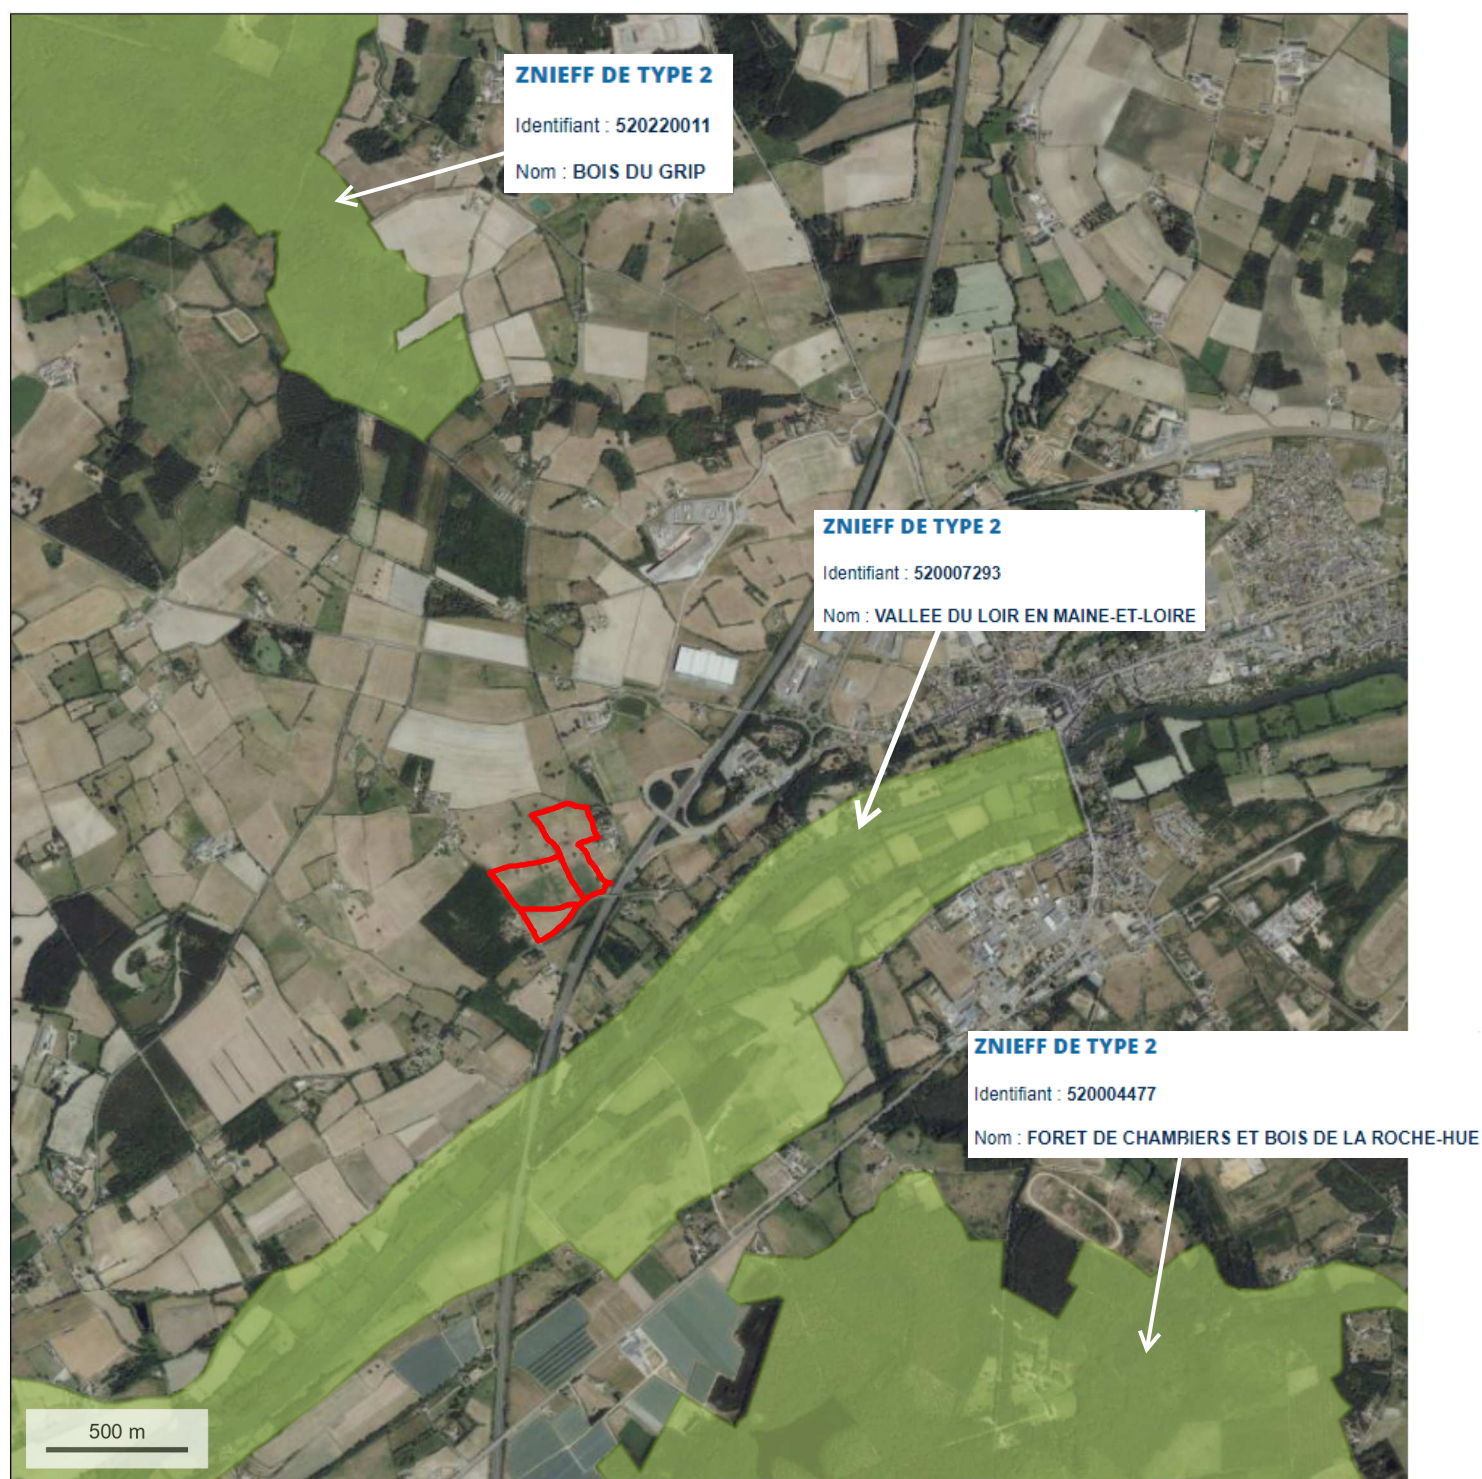 ZNIEFF DE TYPE 2
Identifiant : 520220011
Nom : BOIS DU GRIP
ZNIEFF DE TYPE 2
Identifiant : 520007293
Nom : VALLEE DU LOIR EN MAINE-ET-LOIRE
ZNIEFF DE TYPE 2
Identifiant : 520004477
Nom : FORET DE CHAMBIERS ET BOIS DE LA ROCHE-HUE
500 m